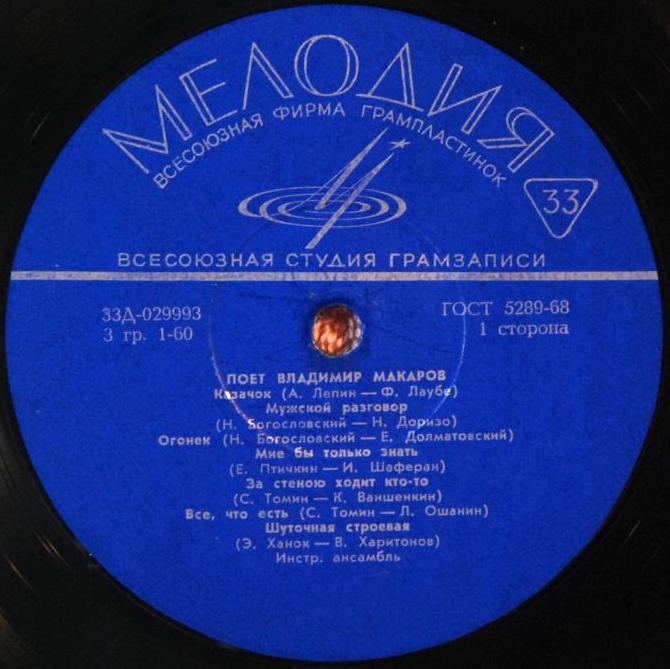 МЕЛОДИЯ
ВСЕСОЮЗНАЯ ФИРМА ГРАМПЛАСТИНОК
33
ВСЕСОЮЗНАЯ СТУДИЯ ГРАМЗАПИСИ
33Д-029993
3 гр. 1-60
ГОСТ 5289-68
1 сторона
ПОЕТ ВЛАДИМИР МАКАРОВ
Казачок (А. Лепин — Ф. Лаубе)
Мужской разговор
(Н. Богословский — Н. Доризо)
Огонек (Н. Богословский — Е. Долматовский)
Мне бы только знать
(Е. Птичкин — И. Шаферан)
За стеною ходит кто-то
(С. Томин — К. Ваншенкин)
Все, что есть (С. Томин — Л. Ошанин)
Шуточная строевая
(Э. Ханок — В. Харитонов)
Инстр. ансамбль